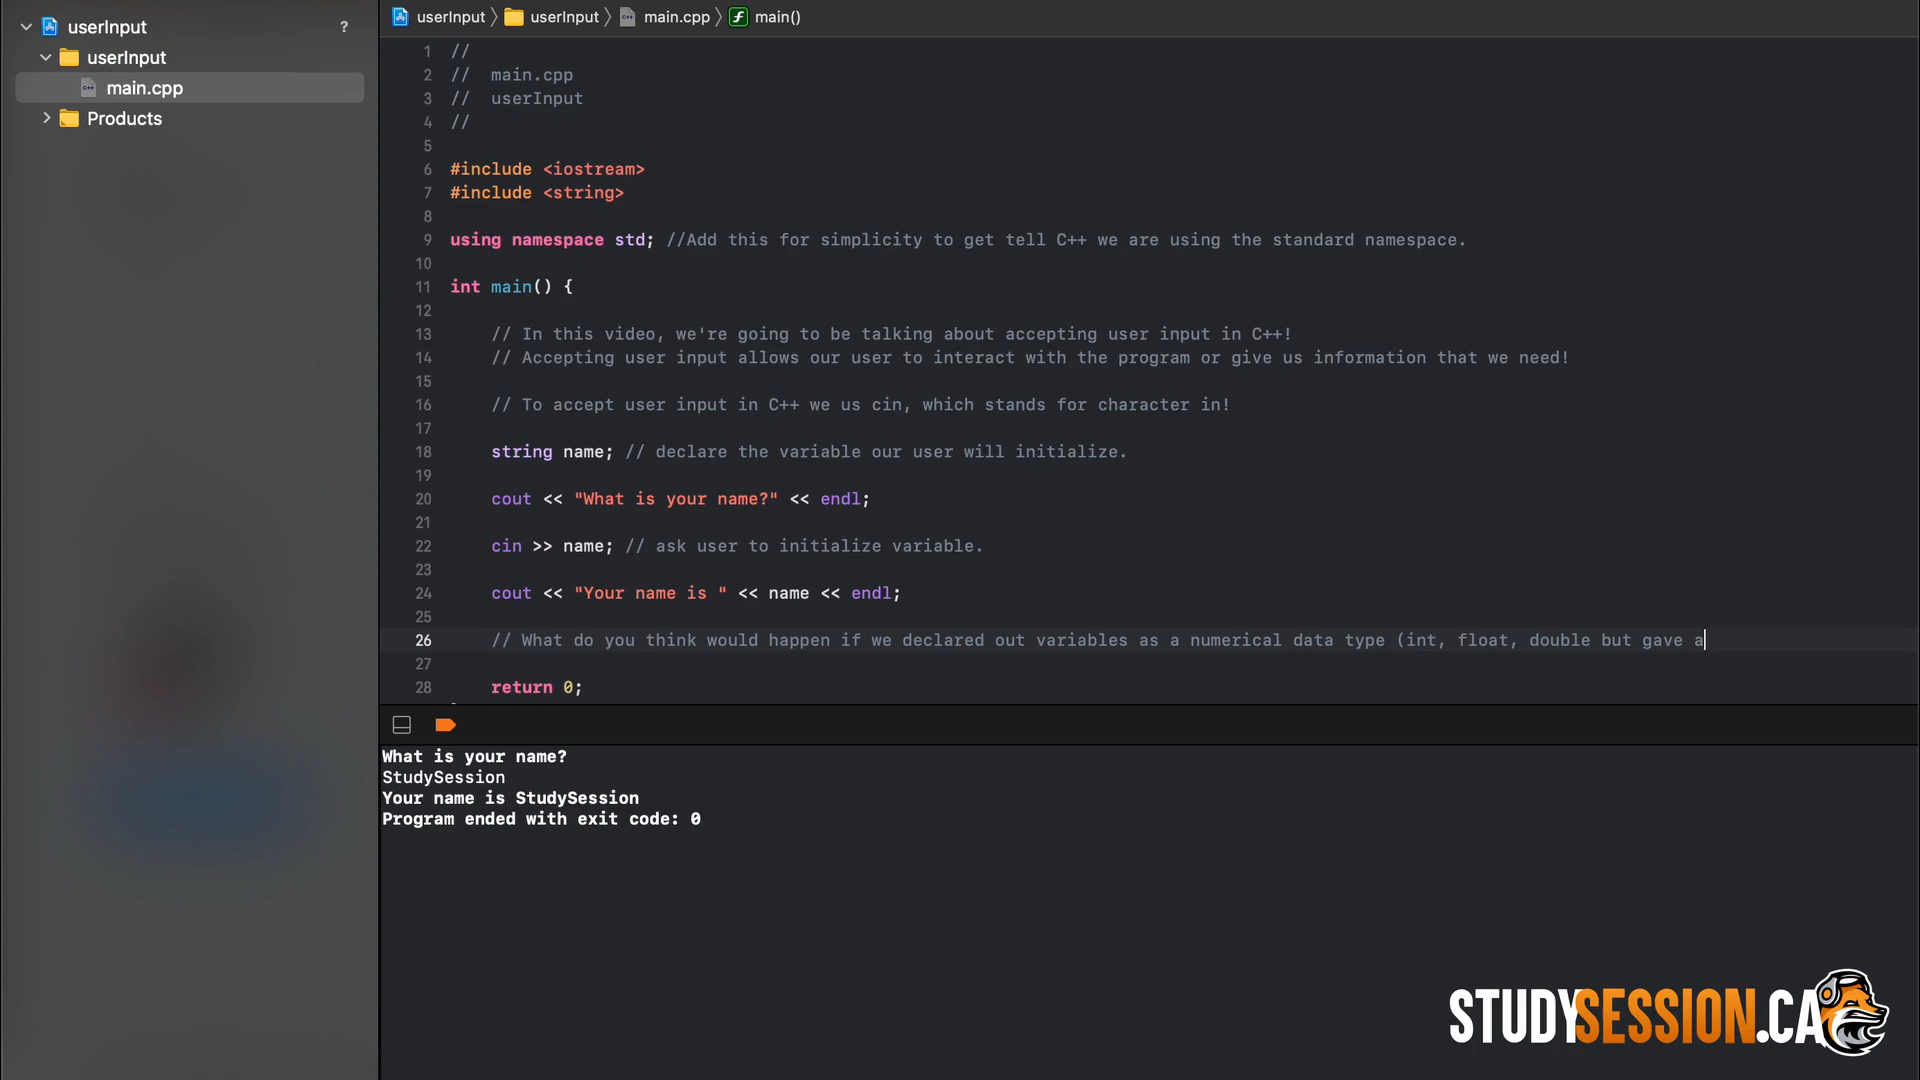 userInput ?
userInput
main.cpp
Products
userInput userInput main.cpp main()
1 //
2 //  main.cpp
3 //  userInput
4 //
5
6 #include <iostream>
7 #include <string>
8
9 using namespace std; //Add this for simplicity to get tell C++ we are using the standard namespace.
10
11 int main() {
12
13     // In this video, we're going to be talking about accepting user input in C++!
14     // Accepting user input allows our user to interact with the program or give us information that we need!
15
16     // To accept user input in C++ we us cin, which stands for character in!
17
18     string name; // declare the variable our user will initialize.
19
20     cout << "What is your name?" << endl;
21
22     cin >> name; // ask user to initialize variable.
23
24     cout << "Your name is " << name << endl;
25
26     // What do you think would happen if we declared out variables as a numerical data type (int, float, double but gave a
27
28     return 0;
What is your name?
StudySession
Your name is StudySession
Program ended with exit code: 0
STUDYSESSION.CA